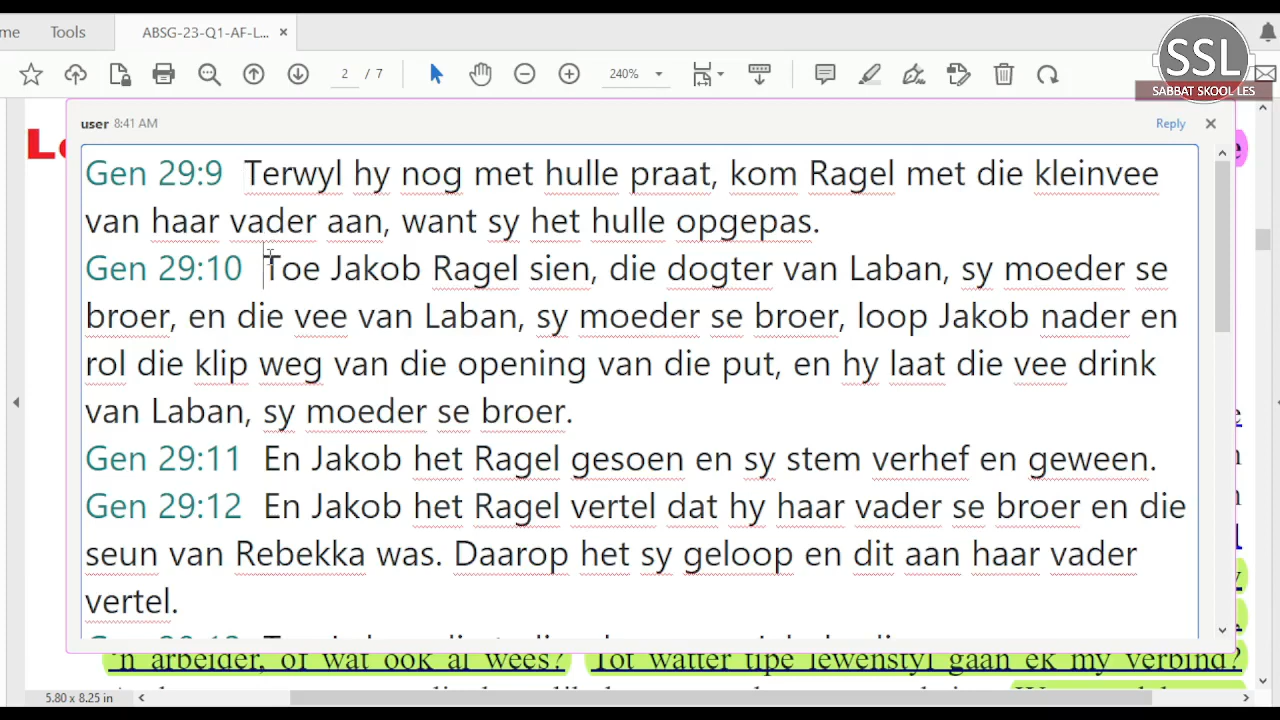 me Tools ABSG-23-Q1-AF-L... ×
2 / 7 240%
SSL
SABBAT SKOOL LES
user 8:41 AM Reply
Gen 29:9 Terwyl hy nog met hulle praat, kom Ragel met die kleinvee
van haar vader aan, want sy het hulle opgepas.
Gen 29:10 Toe Jakob Ragel sien, die dogter van Laban, sy moeder se
broer, en die vee van Laban, sy moeder se broer, loop Jakob nader en
rol die klip weg van die opening van die put, en hy laat die vee drink
van Laban, sy moeder se broer.
Gen 29:11 En Jakob het Ragel gesoen en sy stem verhef en geween.
Gen 29:12 En Jakob het Ragel vertel dat hy haar vader se broer en die
seun van Rebekka was. Daarop het sy geloop en dit aan haar vader
vertel.
'n arbeider, of wat ook al wees? Tot watter tipe lewenstyl gaan ek my verbind?
5.80 x 8.25 in